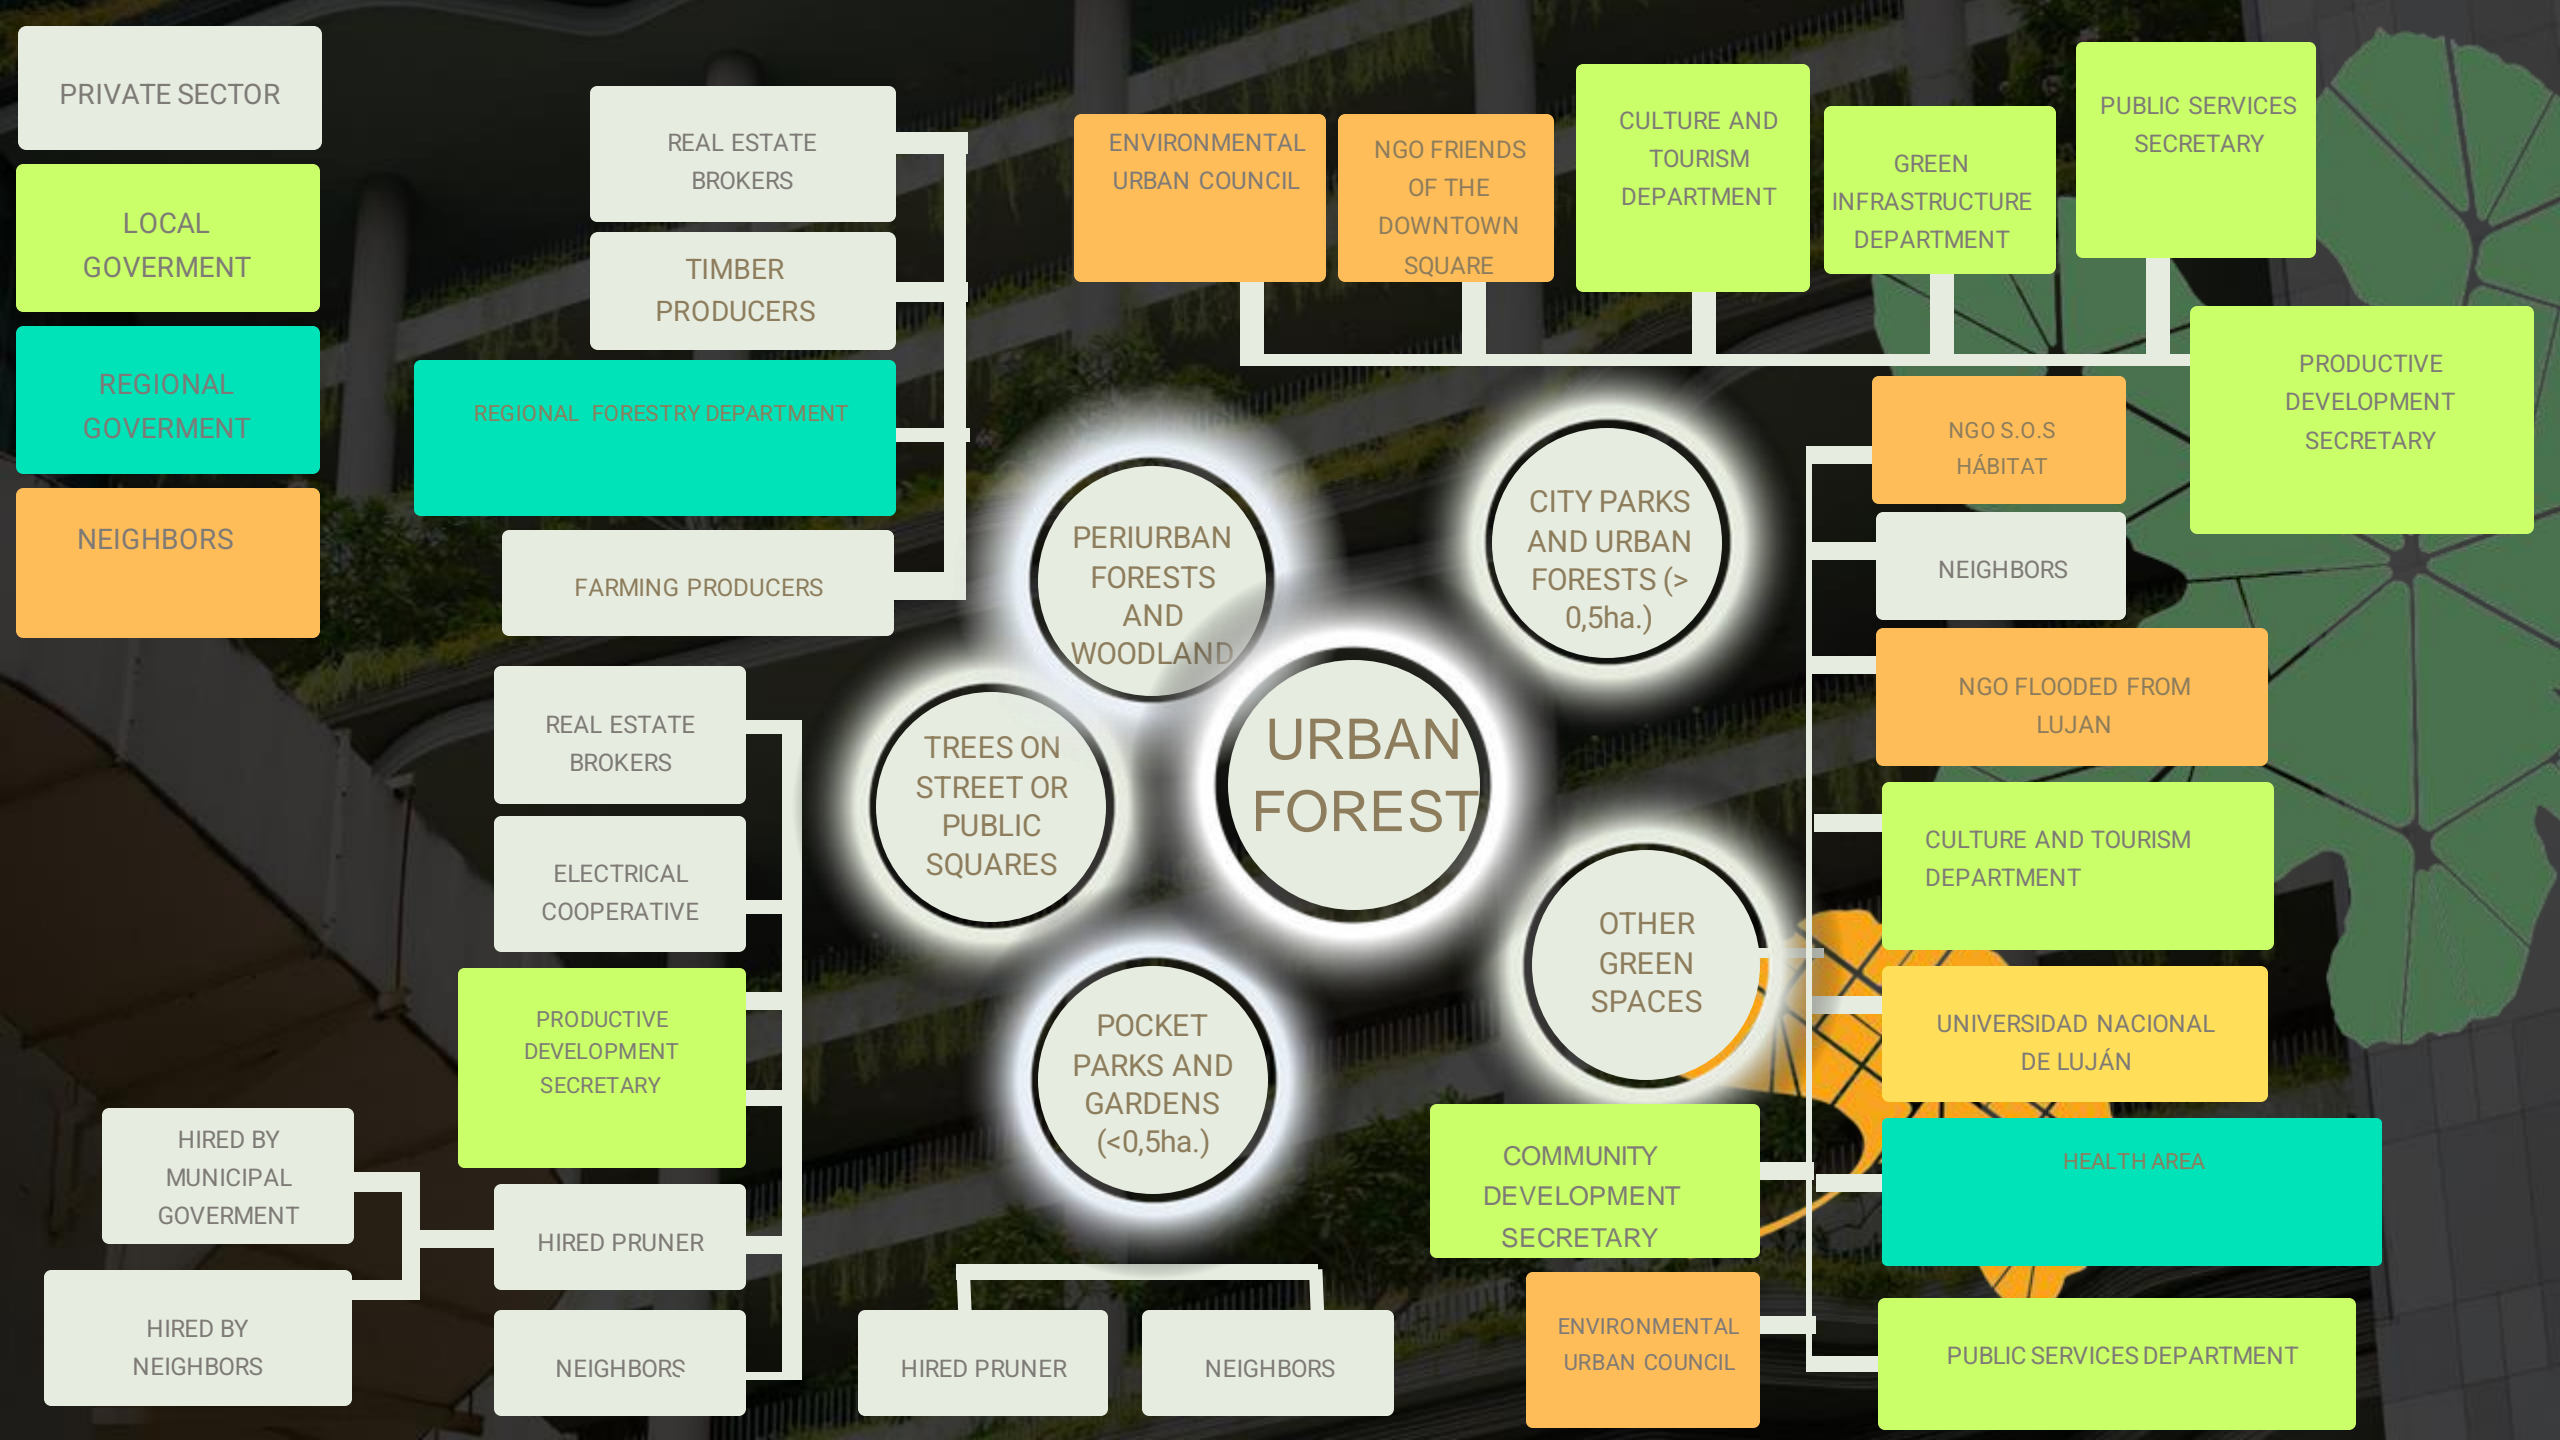 PRIVATE SECTOR
LOCAL
GOVERMENT
REGIONAL
GOVERMENT
NEIGHBORS
REAL ESTATE
BROKERS
TIMBER
PRODUCERS
REGIONAL FORESTRY DEPARTMENT
FARMING PRODUCERS
ENVIRONMENTAL
URBAN COUNCIL
NGO FRIENDS
OF THE
DOWNTOWN
SQUARE
CULTURE AND
TOURISM
DEPARTMENT
GREEN
INFRASTRUCTURE
DEPARTMENT
PUBLIC SERVICES
SECRETARY
PRODUCTIVE
DEVELOPMENT
SECRETARY
PERIURBAN
FORESTS
AND
WOODLAND
CITY PARKS
AND URBAN
FORESTS (>
0,5ha.)
URBAN
FOREST
TREES ON
STREET OR
PUBLIC
SQUARES
POCKET
PARKS AND
GARDENS
(<0,5ha.)
OTHER
GREEN
SPACES
REAL ESTATE
BROKERS
ELECTRICAL
COOPERATIVE
PRODUCTIVE
DEVELOPMENT
SECRETARY
HIRED PRUNER
NEIGHBORS
HIRED BY
MUNICIPAL
GOVERMENT
HIRED BY
NEIGHBORS
HIRED PRUNER
NEIGHBORS
NGO S.O.S
HÁBITAT
NEIGHBORS
NGO FLOODED FROM
LUJAN
CULTURE AND TOURISM
DEPARTMENT
UNIVERSIDAD NACIONAL
DE LUJÁN
HEALTH AREA
PUBLIC SERVICES DEPARTMENT
COMMUNITY
DEVELOPMENT
SECRETARY
ENVIRONMENTAL
URBAN COUNCIL